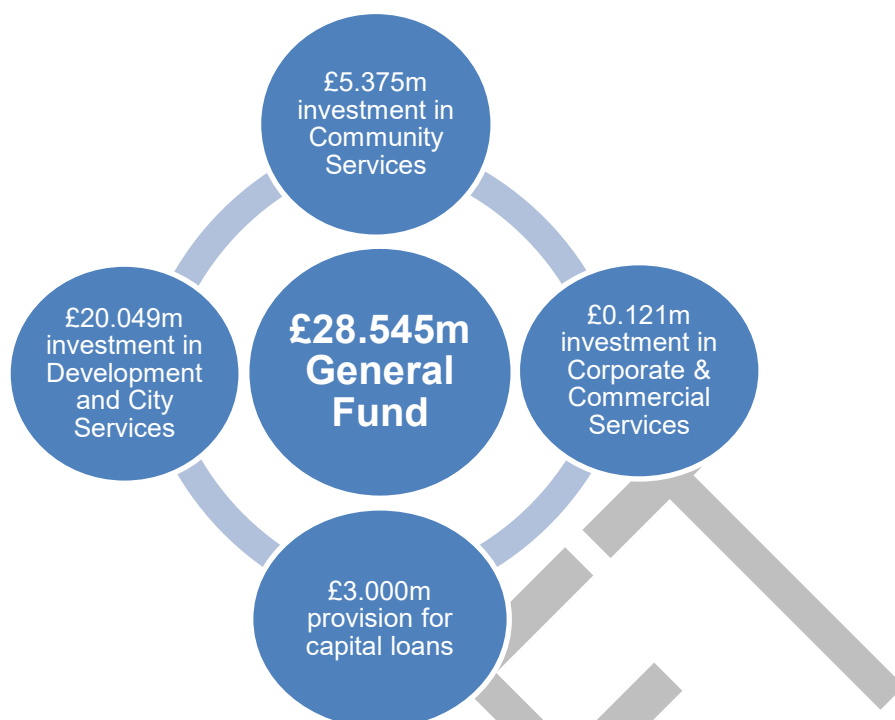 £5.375m
investment in
Community
Services
£20.049m
investment in
Development
and City
Services
£28.545m
General
Fund
£0.121m
investment in
Corporate &
Commercial
Services
£3.000m
provision for
capital loans